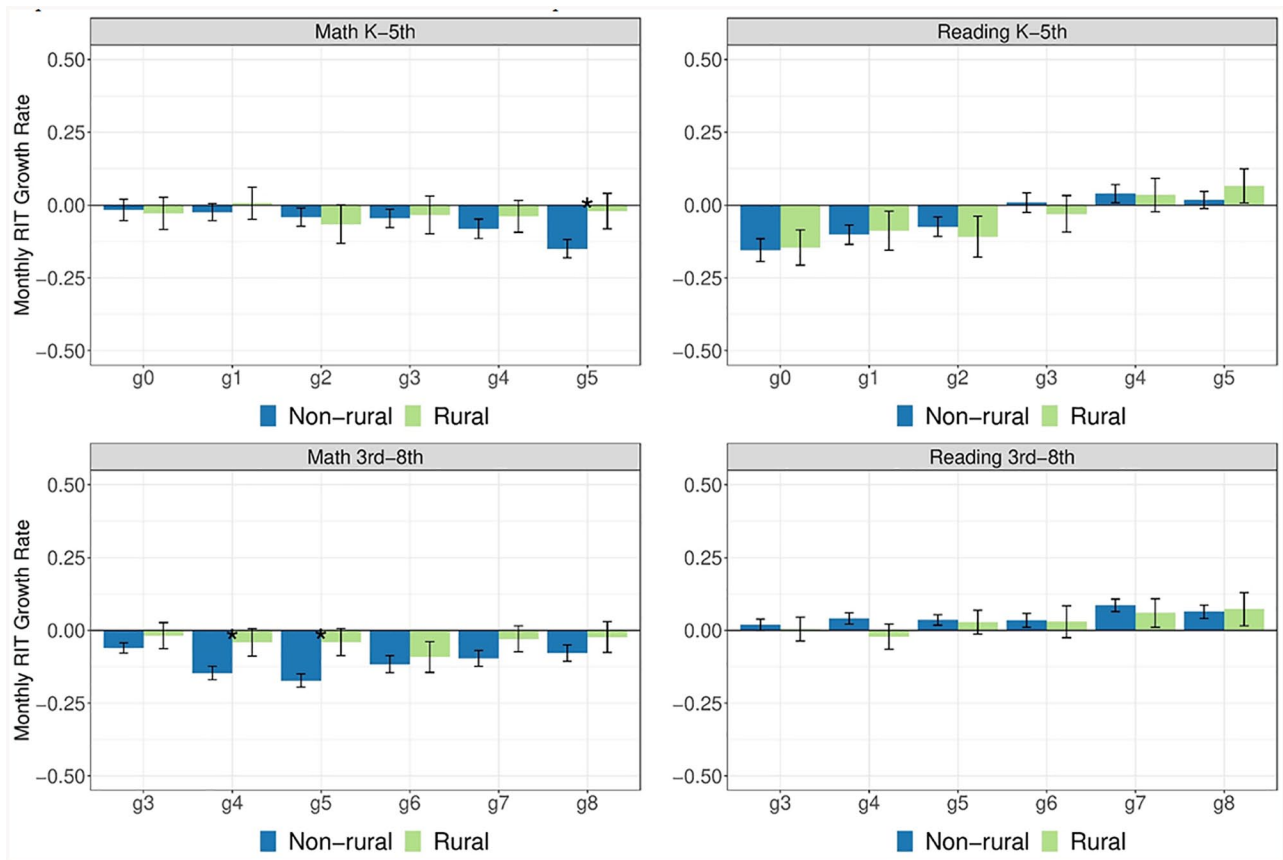 Math K−5th
Reading K−5th
Monthly RIT Growth Rate
0.50
0.25
0.00
−0.25
−0.50
*
g0 g1 g2 g3 g4 g5
Non−rural Rural
0.50
0.25
0.00
−0.25
−0.50
g0 g1 g2 g3 g4 g5
Non−rural Rural
Math 3rd−8th
Reading 3rd−8th
Monthly RIT Growth Rate
0.50
0.25
0.00
−0.25
−0.50
* *
g3 g4 g5 g6 g7 g8
Non−rural Rural
0.50
0.25
0.00
−0.25
−0.50
g3 g4 g5 g6 g7 g8
Non−rural Rural